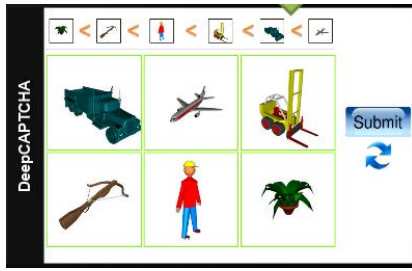 DeepCAPTCHA
< < < < <
Submit